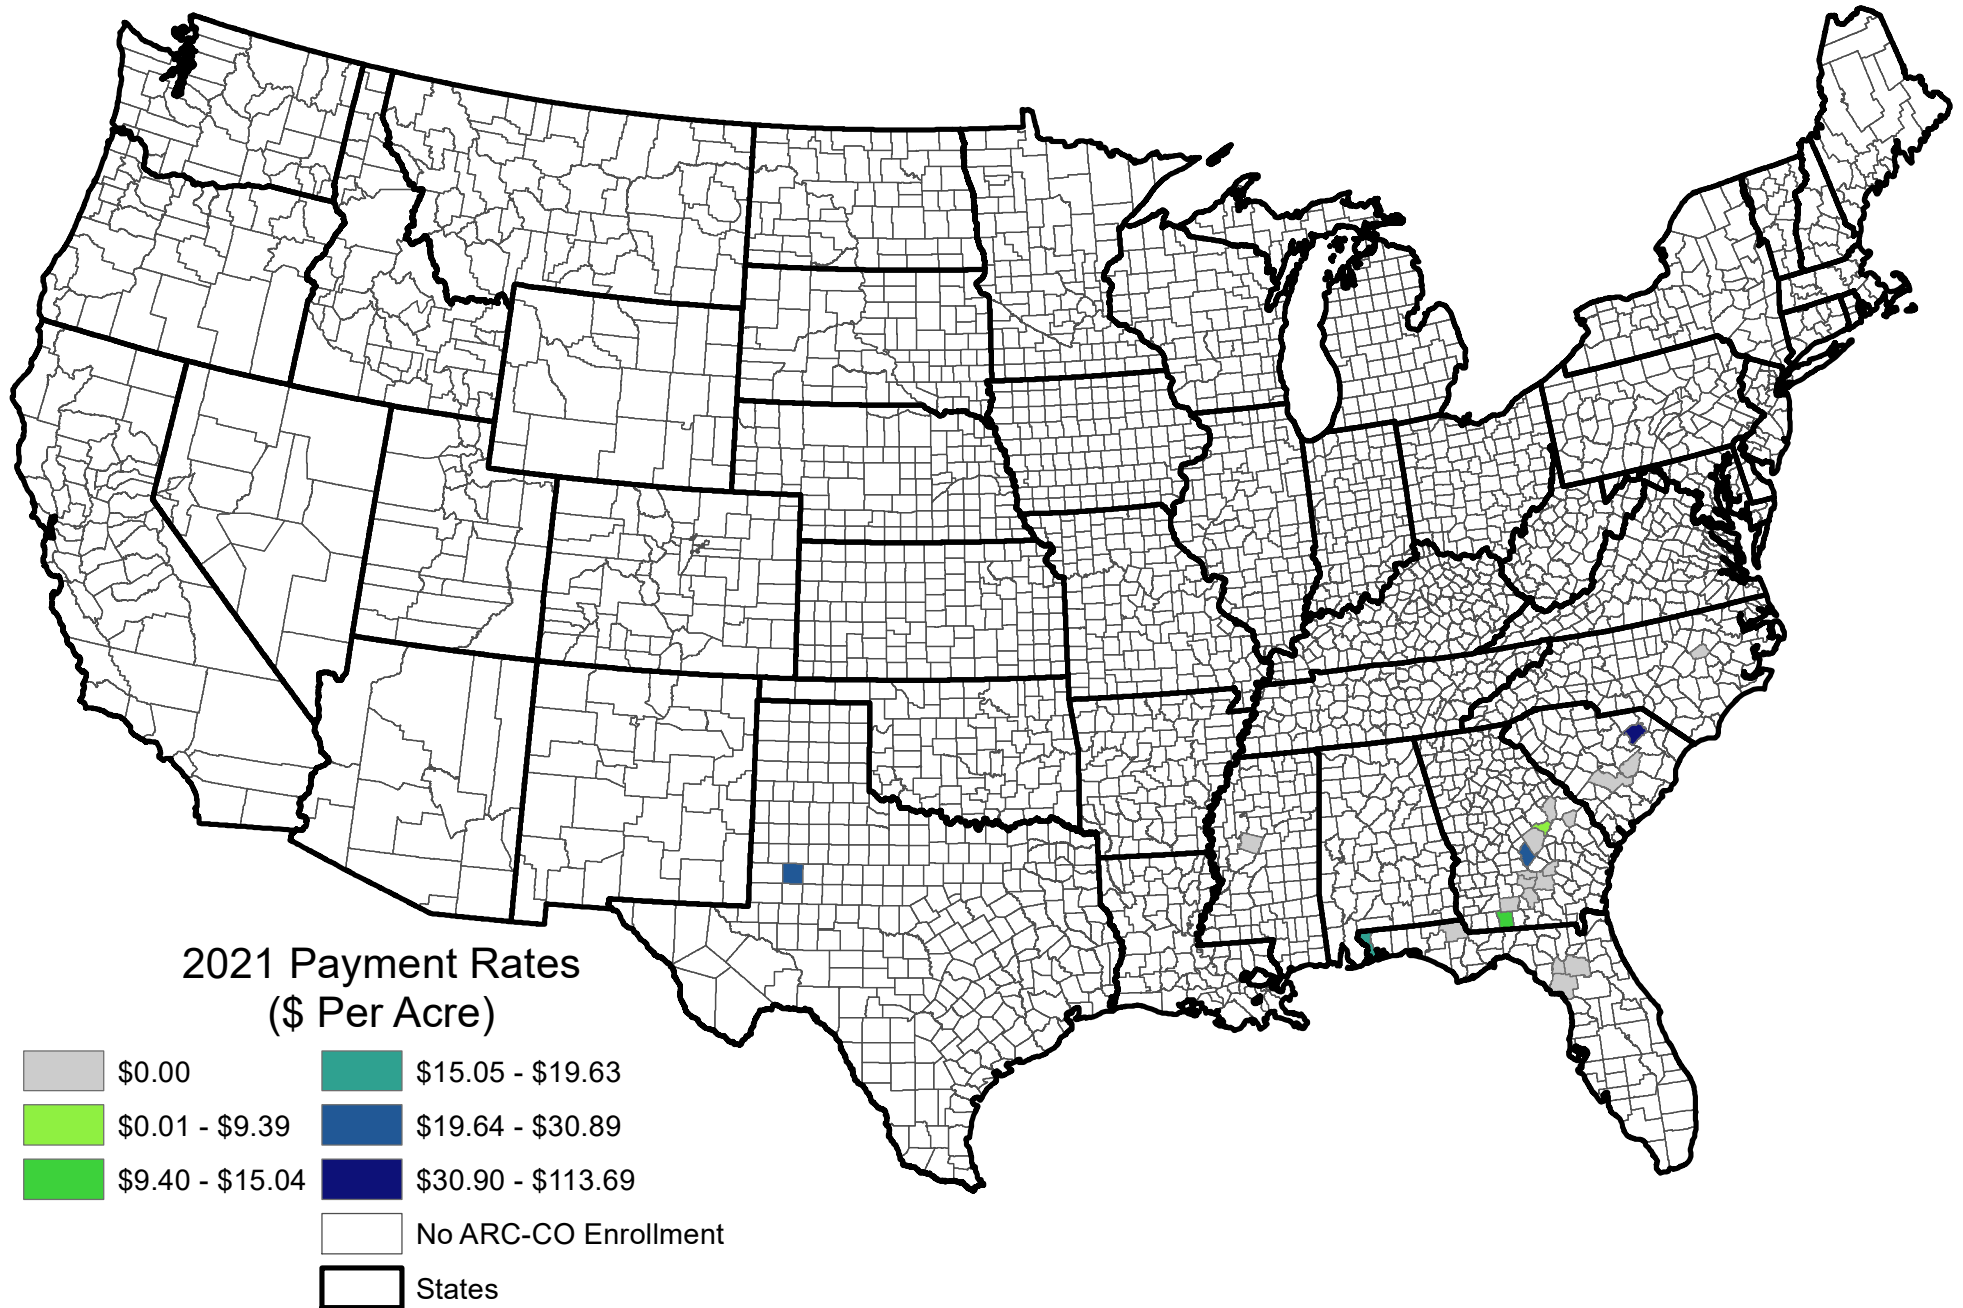 2021 Payment Rates
($ Per Acre)
$0.00
$0.01 - $9.39
$9.40 - $15.04
$15.05 - $19.63
$19.64 - $30.89
$30.90 - $113.69
No ARC-CO Enrollment
States